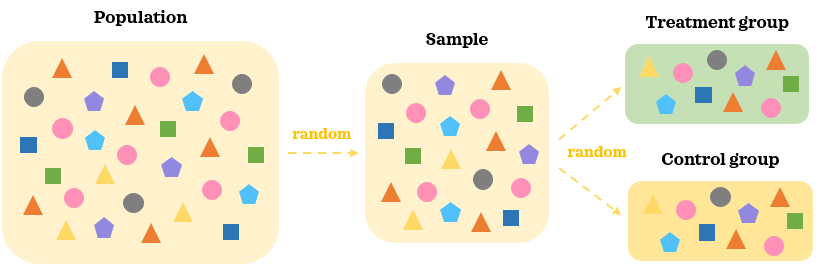 Population
Sample
Treatment group
random
random
Control group